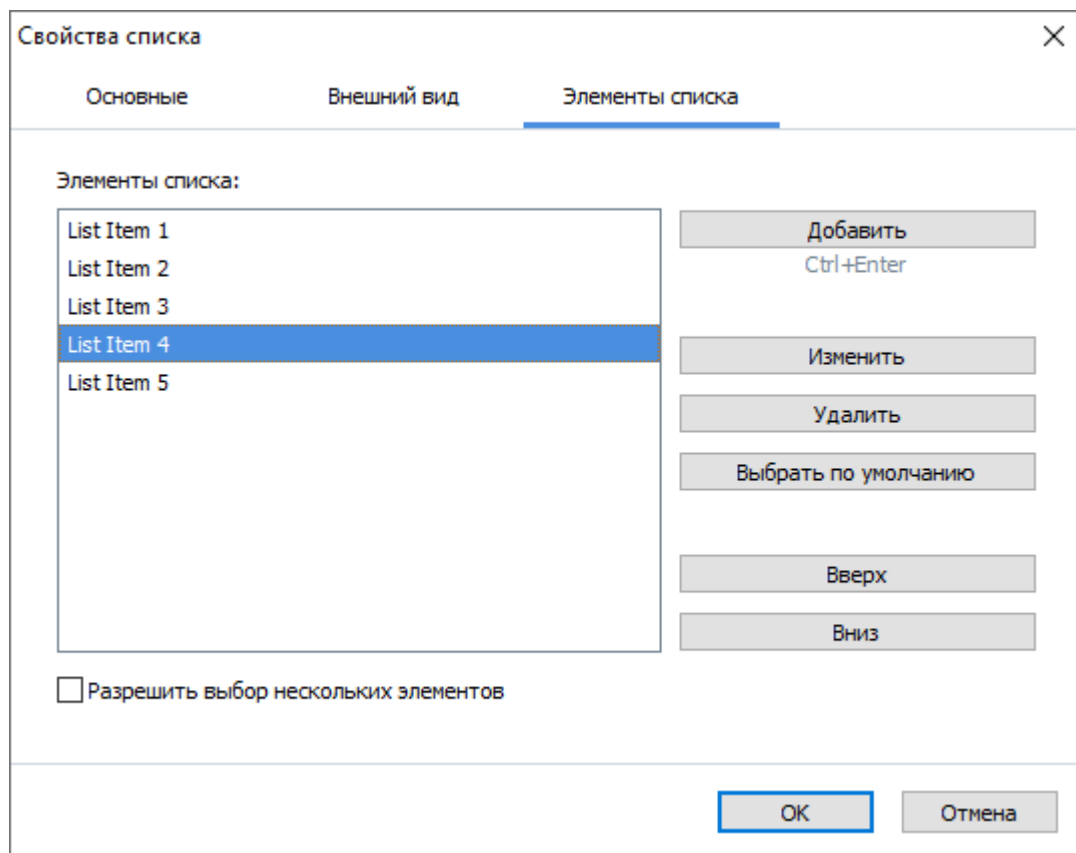 Свойства списка
Основные Внешний вид Элементы списка
Элементы списка:
List Item 1
List Item 2
List Item 3
List Item 4
List Item 5
Добавить
Ctrl+Enter
Изменить
Удалить
Выбрать по умолчанию
Вверх
Вниз
Разрешить выбор нескольких элементов
OK Отмена